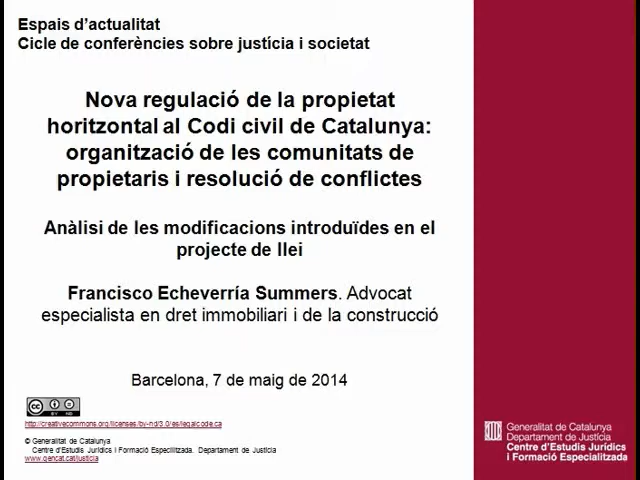 Espais d'actualitat
Cicle de conferències sobre justícia i societat
Nova regulació de la propietat
horitzontal al Codi civil de Catalunya:
organització de les comunitats de
propietaris i resolució de conflictes
Anàlisi de les modificacions introduïdes en el
projecte de llei
Francisco Echeverría Summers. Advocat
especialista en dret immobiliari i de la construcció
Barcelona, 7 de maig de 2014
cc BY ND
http://creativecommons.org/licenses/by-nd/3.0/es/legalcode.ca
© Generalitat de Catalunya
Centre d'Estudis Jurídics i Formació Especilitzada. Departament de Justícia
www.gencat.cat/justicia
Generalitat de Catalunya
Departament de Justícia
Centre d'Estudis Jurídics
i Formació Especialitzada